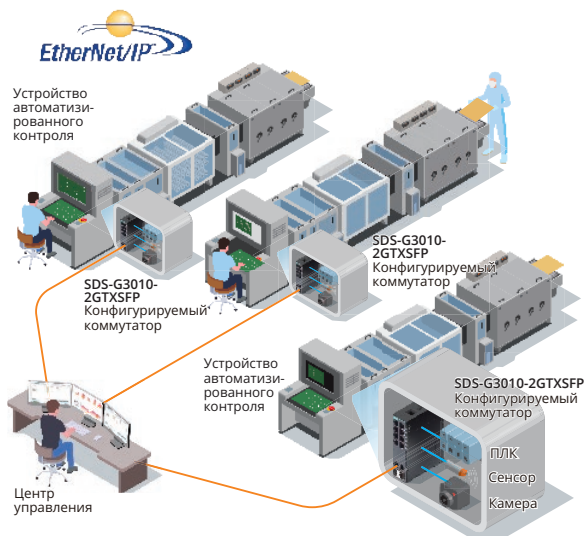 EtherNet/IP
Устройство
автоматизи-
рованного
контроля
SDS-G3010-
2GTXSFP
Конфигурируемый
коммутатор
SDS-G3010-
2GTXSFP
Конфигурируемый
коммутатор
Устройство
автоматизи-
рованного
контроля
SDS-G3010-2GTXSFP
Конфигурируемый
коммутатор
ПЛК
Сенсор
Камера
Центр
управления